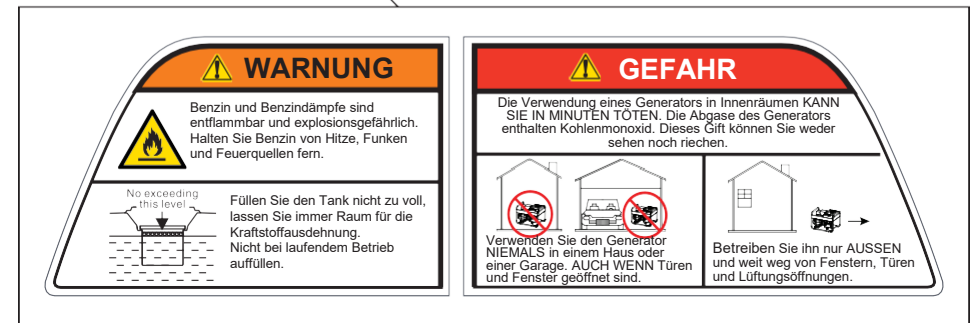 WARNUNG
Benzin und Benzindämpfe sind
entflammbar und explosionsgefährlich.
Halten Sie Benzin von Hitze, Funken
und Feuerquellen fern.
No exceeding
this level
Füllen Sie den Tank nicht zu voll,
lassen Sie immer Raum für die
Kraftstoffausdehnung.
Nicht bei laufendem Betrieb
auffüllen.
GEFAHR
Die Verwendung eines Generators in Innenräumen KANN
SIE IN MINUTEN TÖTEN. Die Abgase des Generators
enthalten Kohlenmonoxid. Dieses Gift können Sie weder
sehen noch riechen.
Verwenden Sie den Generator
NIEMALS in einem Haus oder
einer Garage. AUCH WENN Türen
und Fenster geöffnet sind.
Betreiben Sie ihn nur AUSSEN
und weit weg von Fenstern, Türen
und Lüftungsöffnungen.